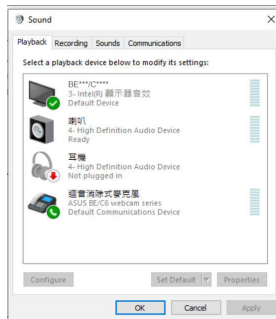 Sound
Playback Recording Sounds Communications
Select a playback device below to modify its settings:
BE***/C****
3- Intel(R) 顯示器音效
Default Device
喇叭
4- High Definition Audio Device
Ready
耳機
4- High Definition Audio Device
Not plugged in
迴音消除式麥克風
ASUS BE/C6 webcam series
Default Communications Device
Configure Set Default Properties
OK Cancel Apply